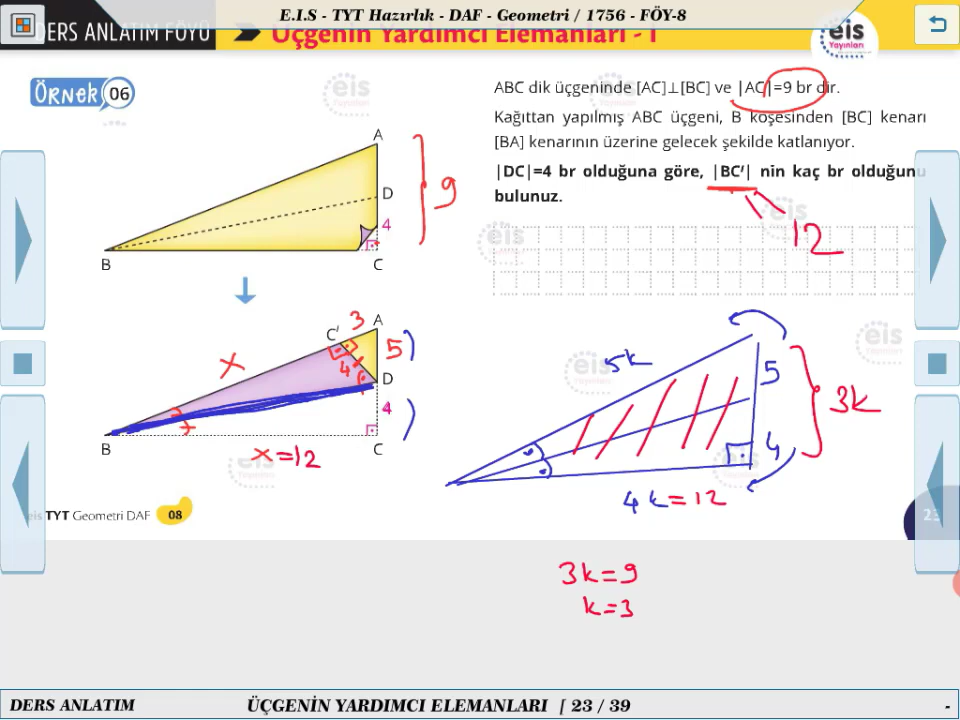 E.I.S - TYT Hazırlık - DAF - Geometri / 1756 - FÖY-8
DERS ANLATIM FÖYÜ
Üçgenin Yardımcı Elemanları - I
eis
Yayınları
Örnek 06
ABC dik üçgeninde [AC]⊥[BC] ve |AC|=9 br dir.
Kağıttan yapılmış ABC üçgeni, B köşesinden [BC] kenarı
[BA] kenarının üzerine gelecek şekilde katlanıyor.
|DC|=4 br olduğuna göre, |BC'| nin kaç br olduğunu
bulunuz.
12
A
D
4
B
C
9
3
A
C'
x
4
5
D
4
B
C
x=12
5k
5
3k
4
4k=12
3k=9
k=3
eis TYT Geometri DAF 08
23
DERS ANLATIM
ÜÇGENİN YARDIMCI ELEMANLARI [ 23 / 39
-